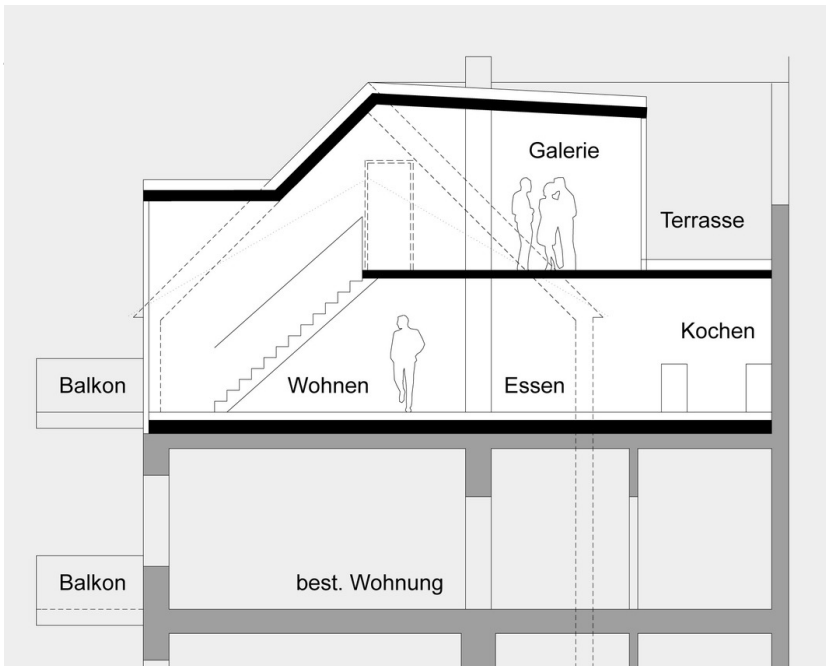 Galerie
Terrasse
Kochen
Balkon
Wohnen
Essen
Balkon
best. Wohnung